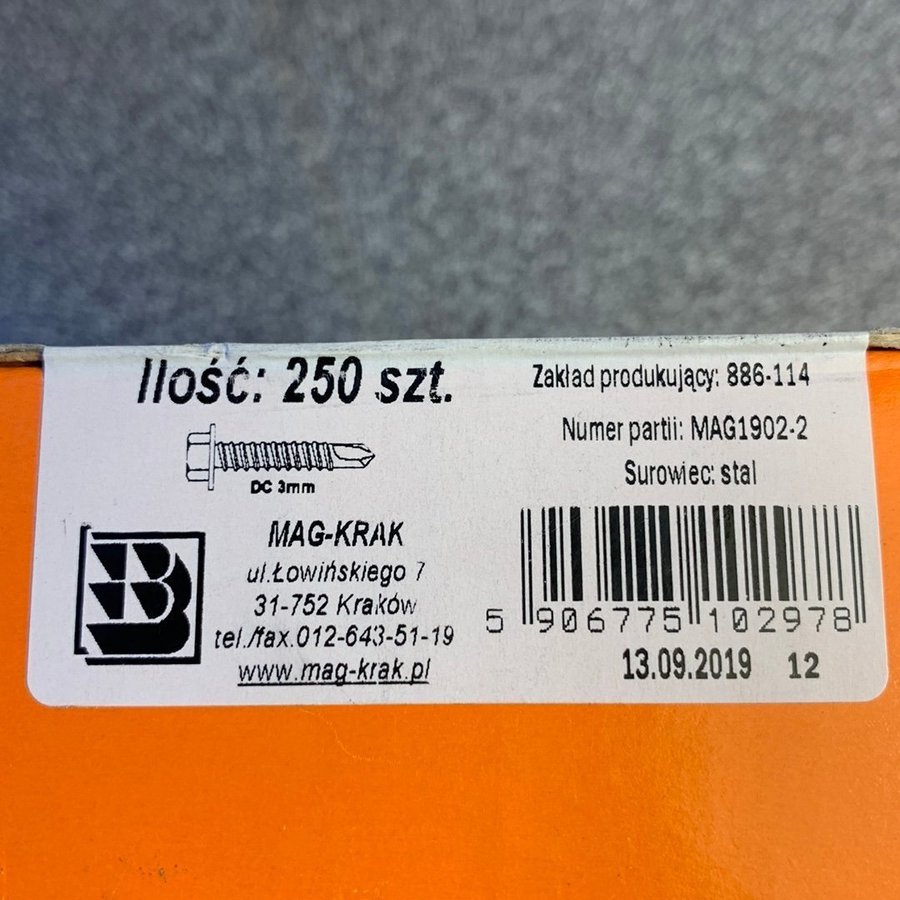 Ilość: 250 szt.
DC 3mm
MAG-KRAK
ul.Łowińskiego 7
31-752 Kraków
tel./fax.012-643-51-19
www.mag-krak.pl
Zakład produkujący: 886-114
Numer partii: MAG1902-2
Surowiec: stal
5 906775 102978
13.09.2019 12